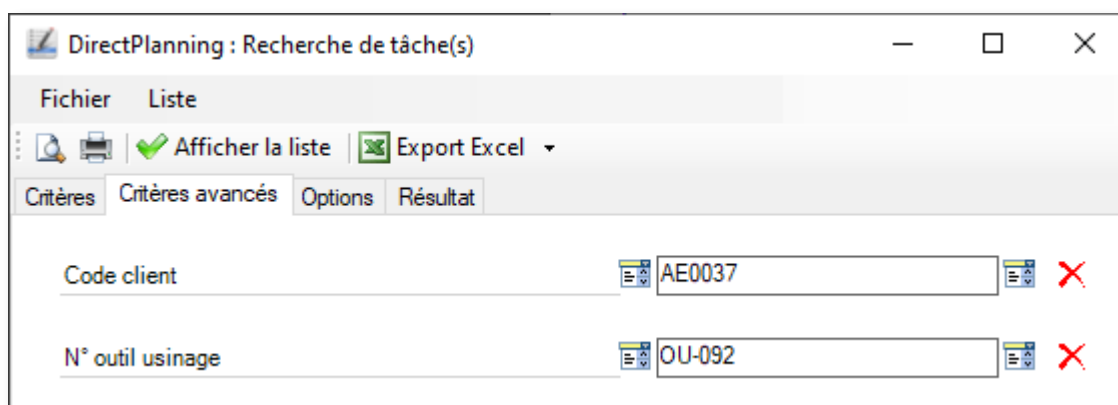 DirectPlanning : Recherche de tâche(s)
Fichier Liste
Afficher la liste Export Excel
Critères Critères avancés Options Résultat
Code client AE0037
N° outil usinage OU-092